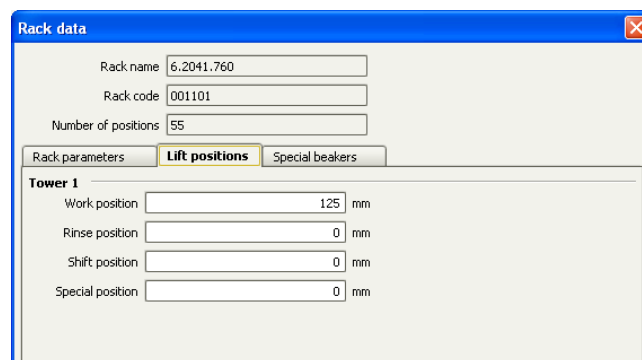 Rack data
Rack name 6.2041.760
Rack code 001101
Number of positions 55
Rack parameters Lift positions Special beakers
Tower 1
Work position 125 mm
Rinse position 0 mm
Shift position 0 mm
Special position 0 mm